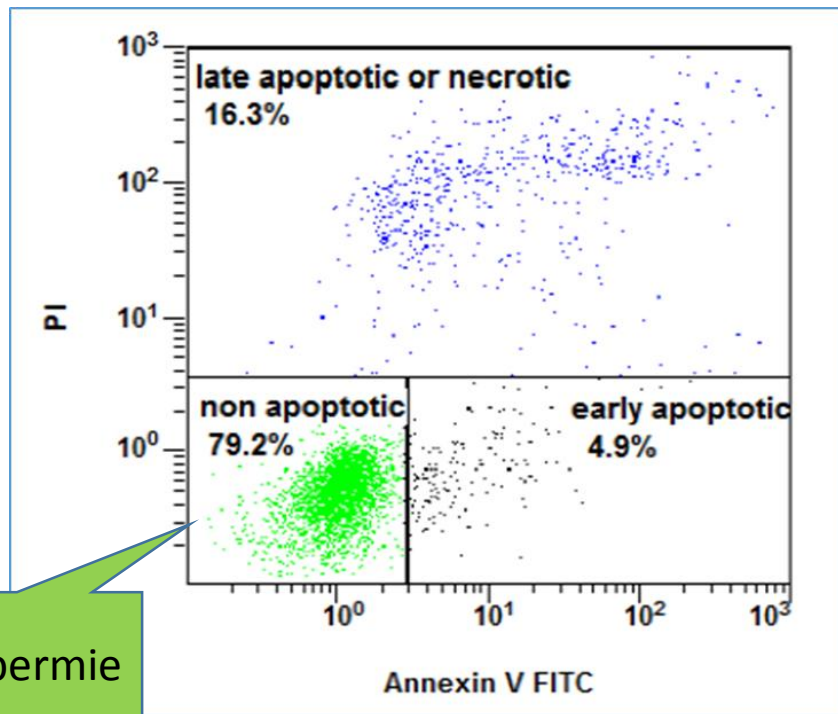 10³
late apoptotic or necrotic
16.3%
10²
PI
10¹
non apoptotic
79.2%
early apoptotic
4.9%
10⁰
10⁰ 10¹ 10² 10³
Annexin V FITC